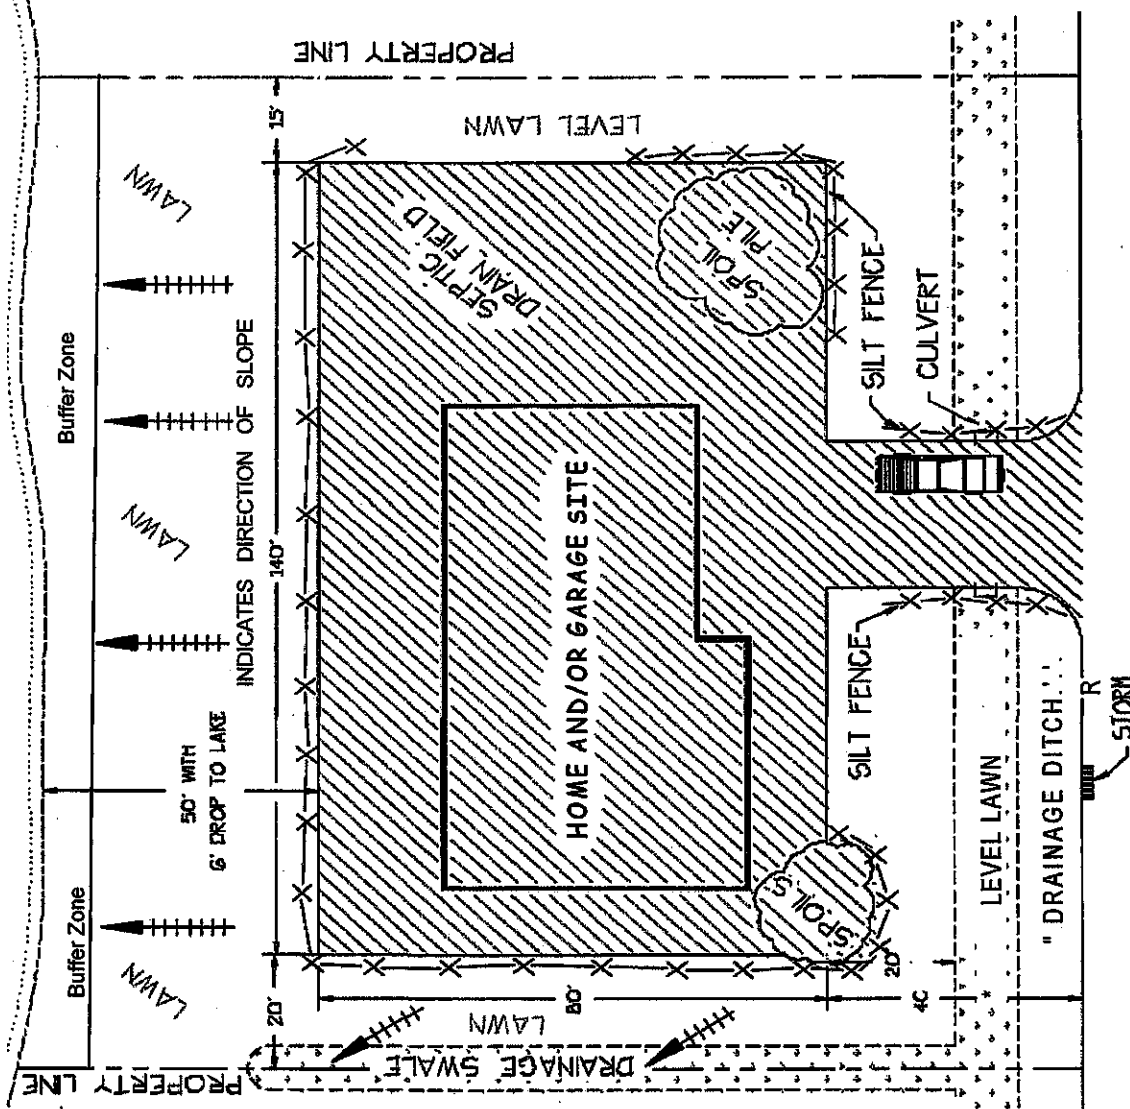 PROPERTY LINE
15'
LEVEL LAWN
LAWN
Buffer Zone
INDICATES DIRECTION OF SLOPE
SEPTIC
DRAIN FIELD
SPOIL
PILE
SILT FENCE
CULVERT
LAWN
140'
HOME AND/OR GARAGE SITE
50' WITH
6' DROP TO LAKE
SILT FENCE
Buffer Zone
LAWN
SPOILS
LEVEL LAWN
" DRAINAGE DITCH.'..
R
STORM
20'
80'
20'
40
*
LAWN
DRAINAGE SWALE
PROPERTY LINE